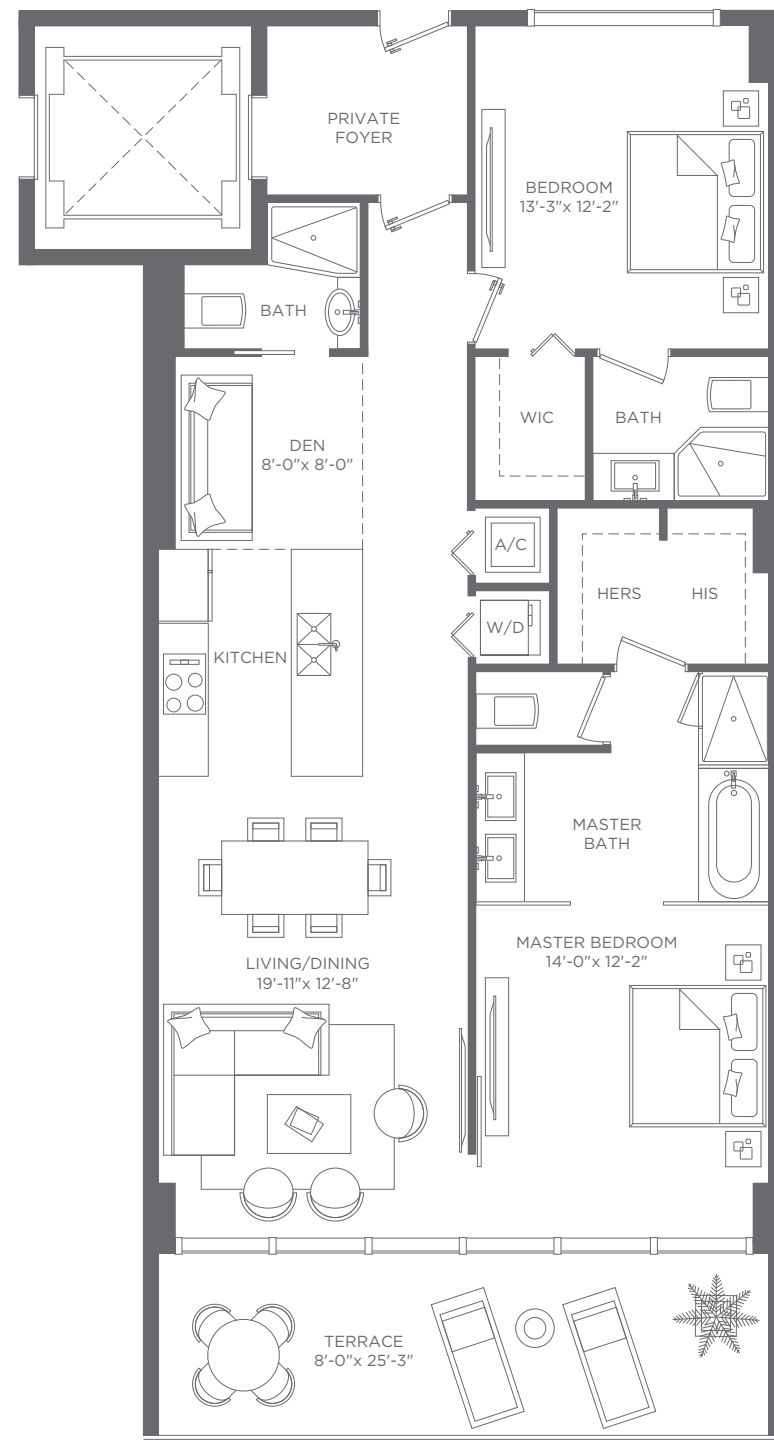 PRIVATE
FOYER
BEDROOM
13'-3"x 12'-2"
BATH
DEN
8'-0"x 8'-0"
WIC
BATH
A/C
HERS
HIS
W/D
KITCHEN
MASTER
BATH
MASTER BEDROOM
14'-0"x 12'-2"
LIVING/DINING
19'-11"x 12'-8"
TERRACE
8'-0"x 25'-3"